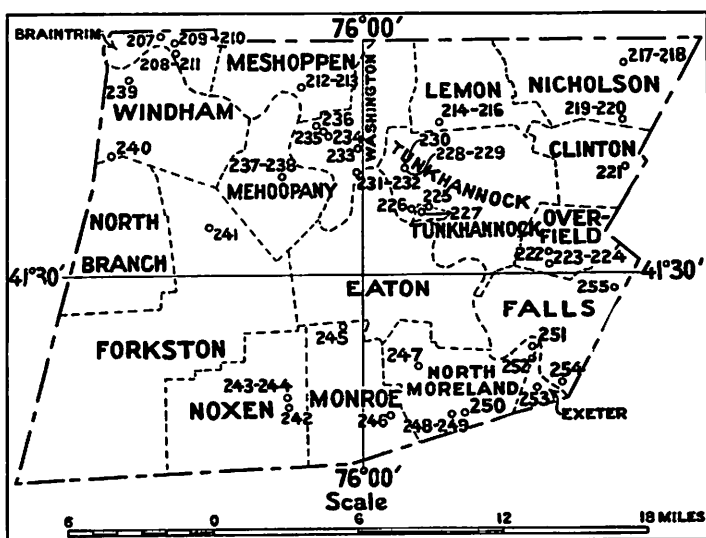 76°00'
BRAINTRIM
207
209-210
208-211
MESHOPPEN
212-213
WASHINGTON
LEMON
214-216
NICHOLSON
217-218
219-220
239
WINDHAM
236
235
234
233
230
TUNKHANNOCK
228-229
CLINTON
221
240
237-238
MEHOOPANY
231-232
225
226
227
TUNKHANNOCK
OVER-
FIELD
NORTH
BRANCH
241
222
223-224
41°30'
41°30'
EATON
255
FALLS
FORKSTON
245
251
247
252
NORTH
MORELAND
254
253
243-244
NOXEN
242
MONROE
246
248-249
250
EXETER
76°00'
Scale
6 0 6 12 18 MILES